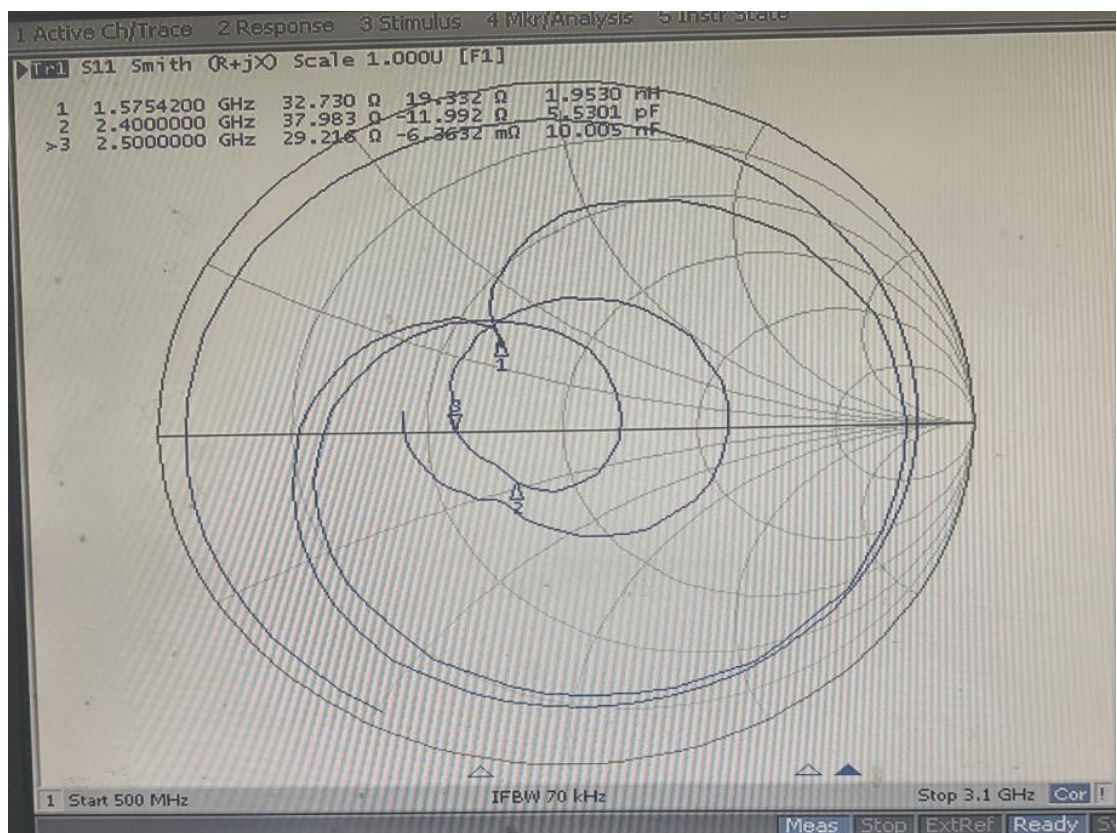 1 Active Ch/Trace 2 Response 3 Stimulus 4 Mkr/Analysis 5 Instr State
Tr1 S11 Smith (R+jX) Scale 1.000U [F1]
1 1.5754200 GHz 32.730 Ω 19.332 Ω 1.9530 nH
2 2.4000000 GHz 37.983 Ω -11.992 Ω 5.5301 pF
>3 2.5000000 GHz 29.216 Ω -6.3632 mΩ 10.005 nF
1
3
2
1 Start 500 MHz IFBW 70 kHz Stop 3.1 GHz Cor !
Meas Stop ExtRef Ready